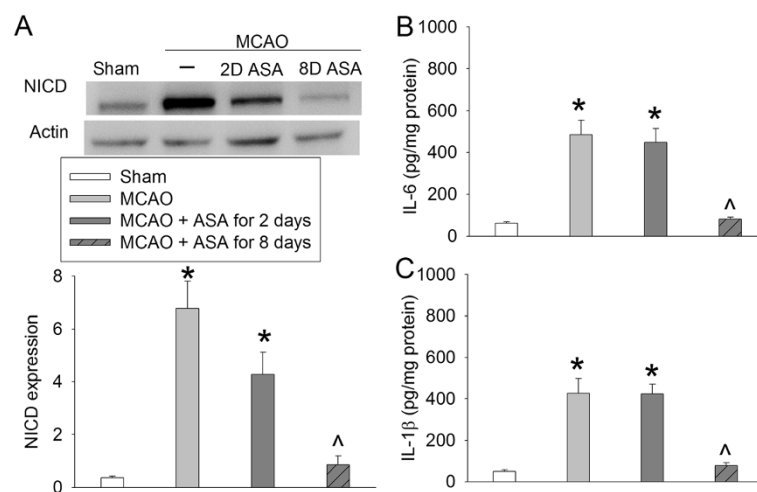 A
MCAO
Sham – 2D ASA 8D ASA
NICD
Actin
Sham
MCAO
MCAO + ASA for 2 days
MCAO + ASA for 8 days
NICD expression
8
6
4
2
0
*
*
^
B
IL-6 (pg/mg protein)
1000
800
600
400
200
0
*
*
^
C
IL-1β (pg/mg protein)
1000
800
600
400
200
0
*
*
^